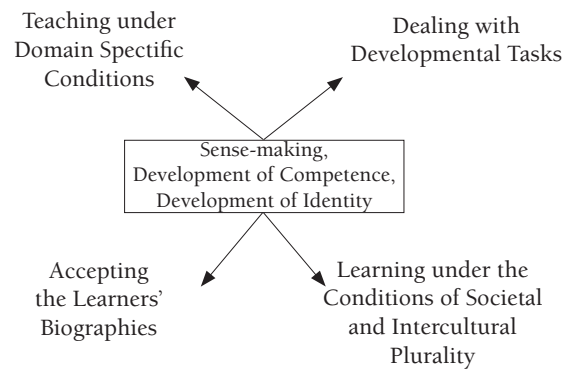 Teaching under
Domain Specific
Conditions
Dealing with
Developmental Tasks
Sense-making,
Development of Competence,
Development of Identity
Accepting
the Learners’
Biographies
Learning under the
Conditions of Societal
and Intercultural
Plurality